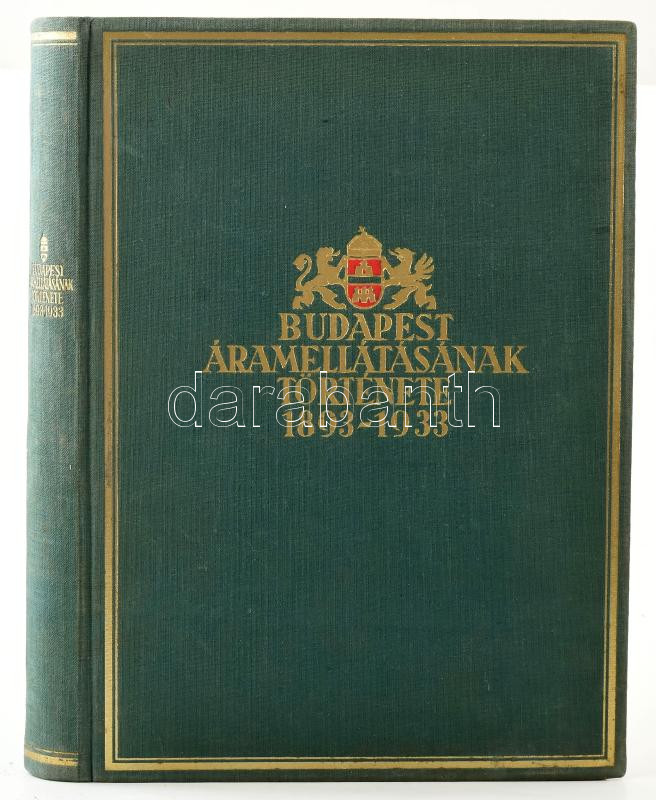 BUDAPEST
ÁRAMELLÁTÁSÁNAK
TÖRTÉNETE
1893-1933
darabanth
BUDAPEST
ÁRAMELLÁTÁSÁNAK
TÖRTÉNETE
1893-1933